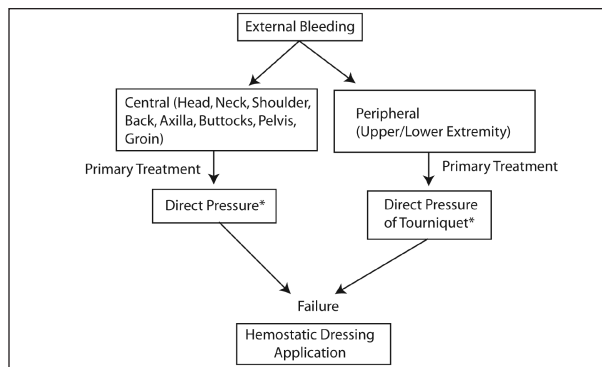 External Bleeding
Central (Head, Neck, Shoulder,
Back, Axilla, Buttocks, Pelvis,
Groin)
Peripheral
(Upper/Lower Extremity)
Primary Treatment
Primary Treatment
Direct Pressure*
Direct Pressure
of Tourniquet*
Failure
Hemostatic Dressing
Application